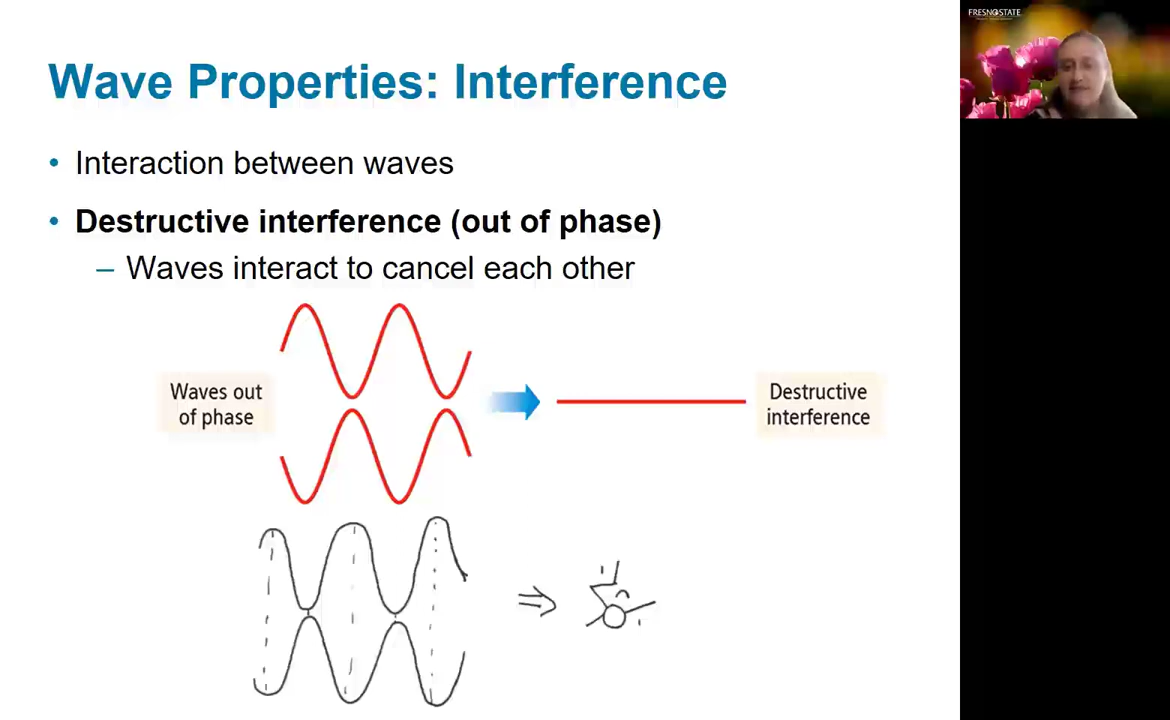 FRESNO STATE
Wave Properties: Interference
• Interaction between waves
• Destructive interference (out of phase)
– Waves interact to cancel each other
Waves out
of phase
Destructive
interference